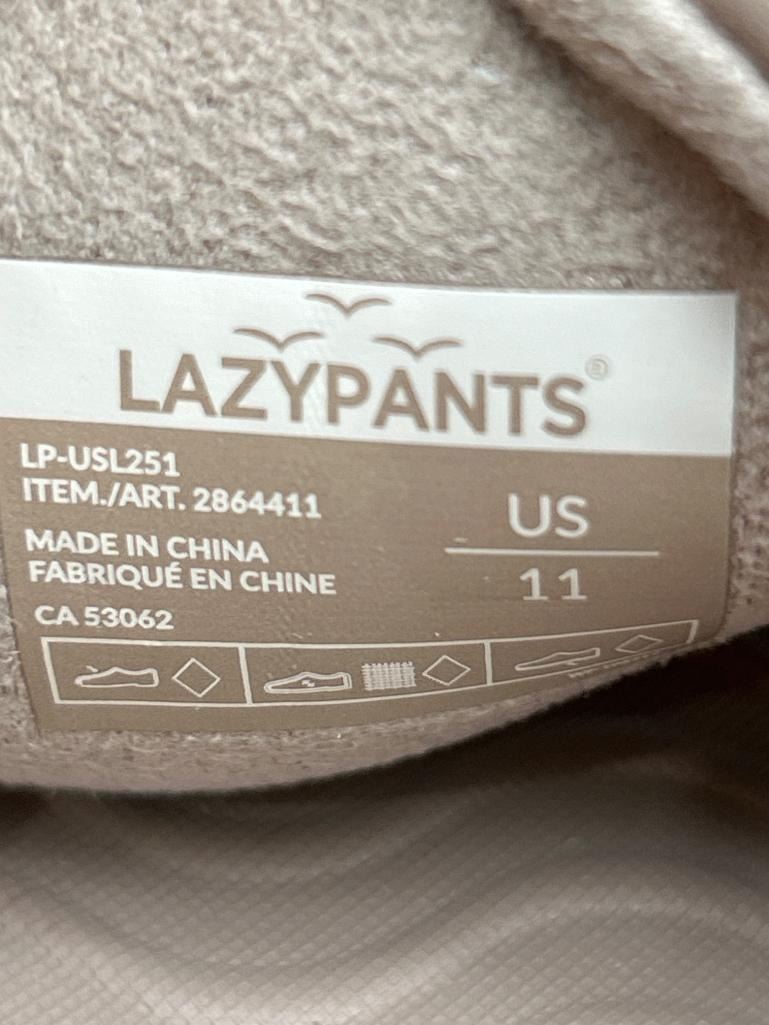 LAZYPANTS®
LP-USL251
ITEM./ART. 2864411
MADE IN CHINA
FABRIQUÉ EN CHINE
CA 53062
US
11